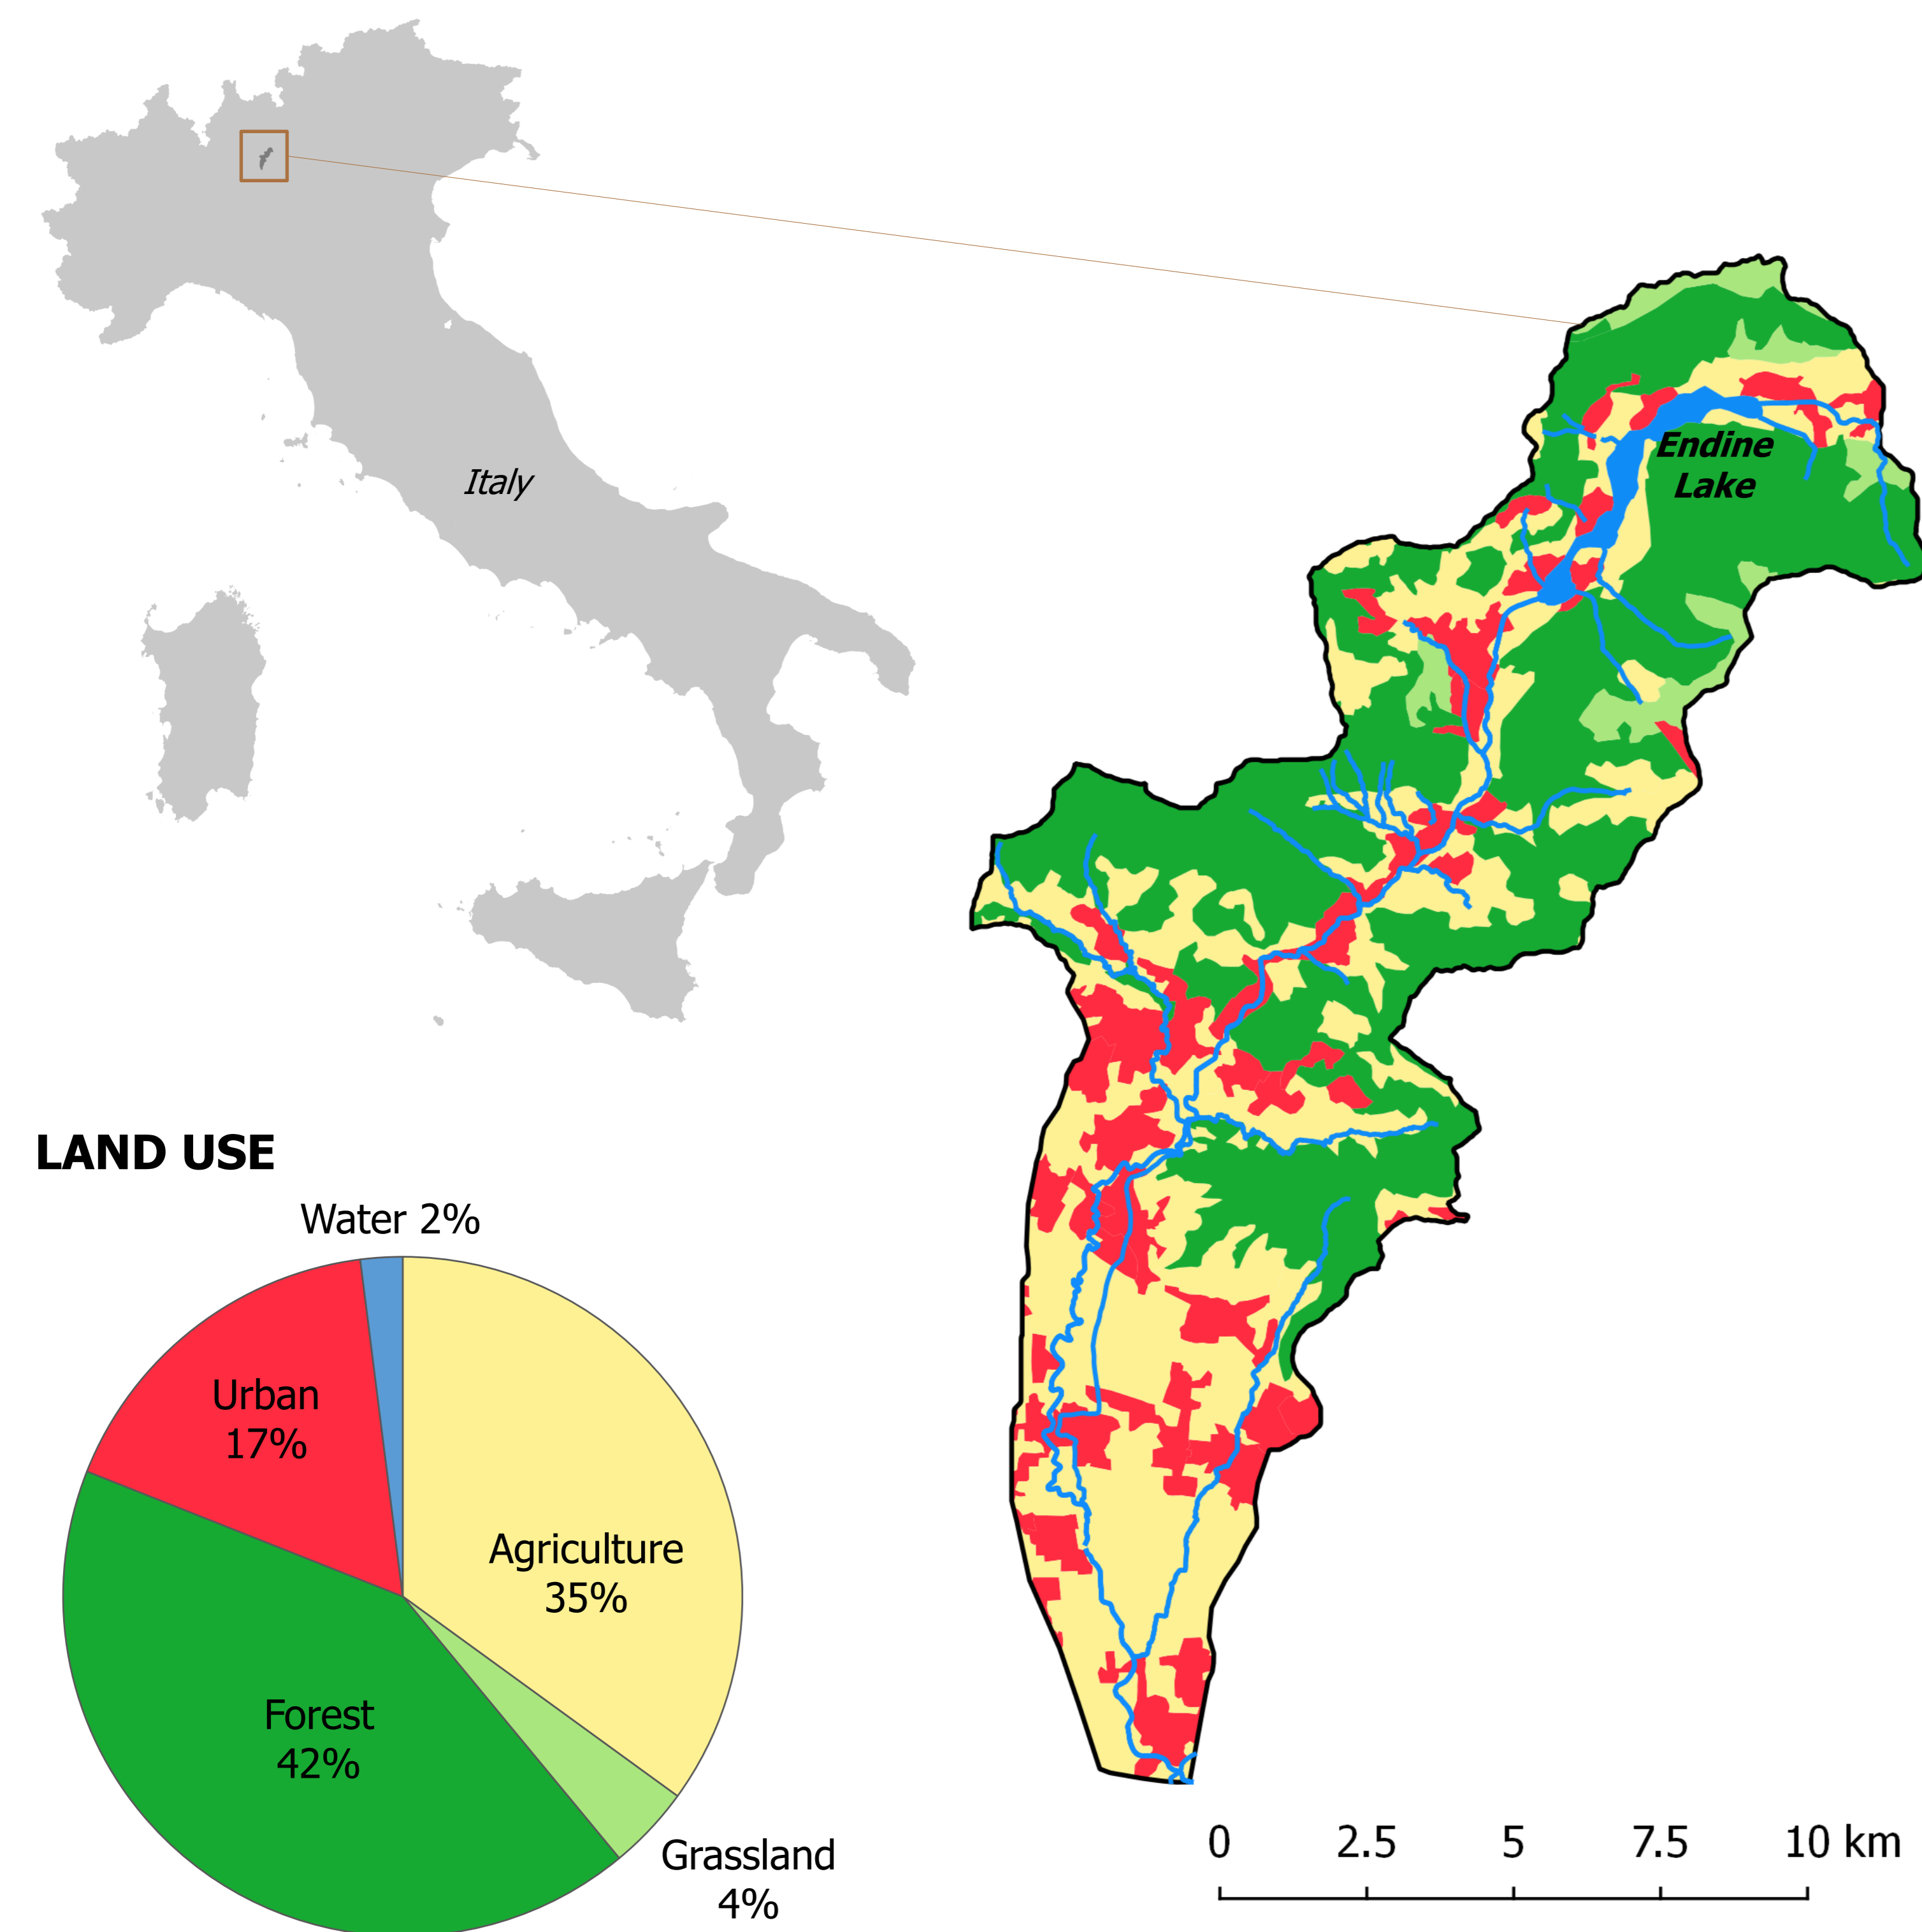 Italy
Endine
Lake
LAND USE
Water 2%
Urban
17%
Agriculture
35%
Forest
42%
Grassland
4%
0 2.5 5 7.5 10 km